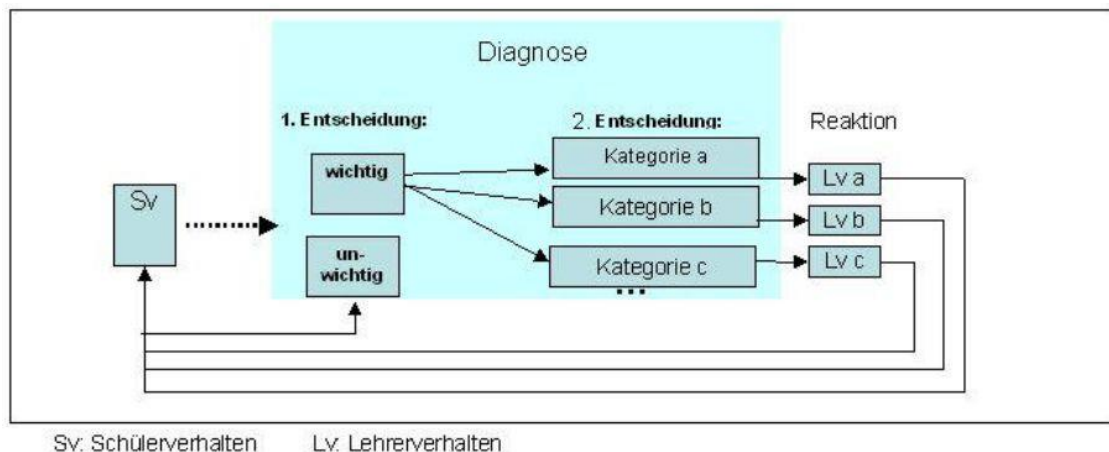 Diagnose
1. Entscheidung:
2. Entscheidung:
Reaktion
Sv
wichtig
un-
wichtig
Kategorie a
Kategorie b
Kategorie c
...
Lv a
Lv b
Lv c
Sv: Schülerverhalten Lv: Lehrerverhalten